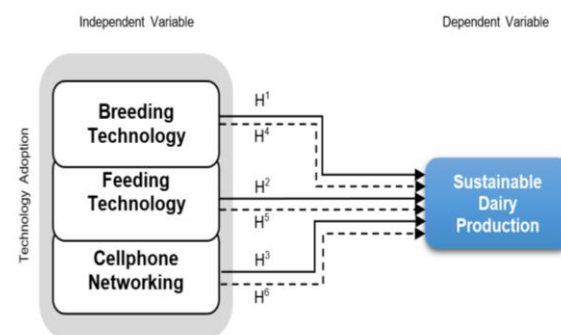 Independent Variable
Dependent Variable
Technology Adoption
Breeding
Technology
Feeding
Technology
Cellphone
Networking
H¹
H⁴
H²
H⁵
H³
H⁶
Sustainable
Dairy
Production